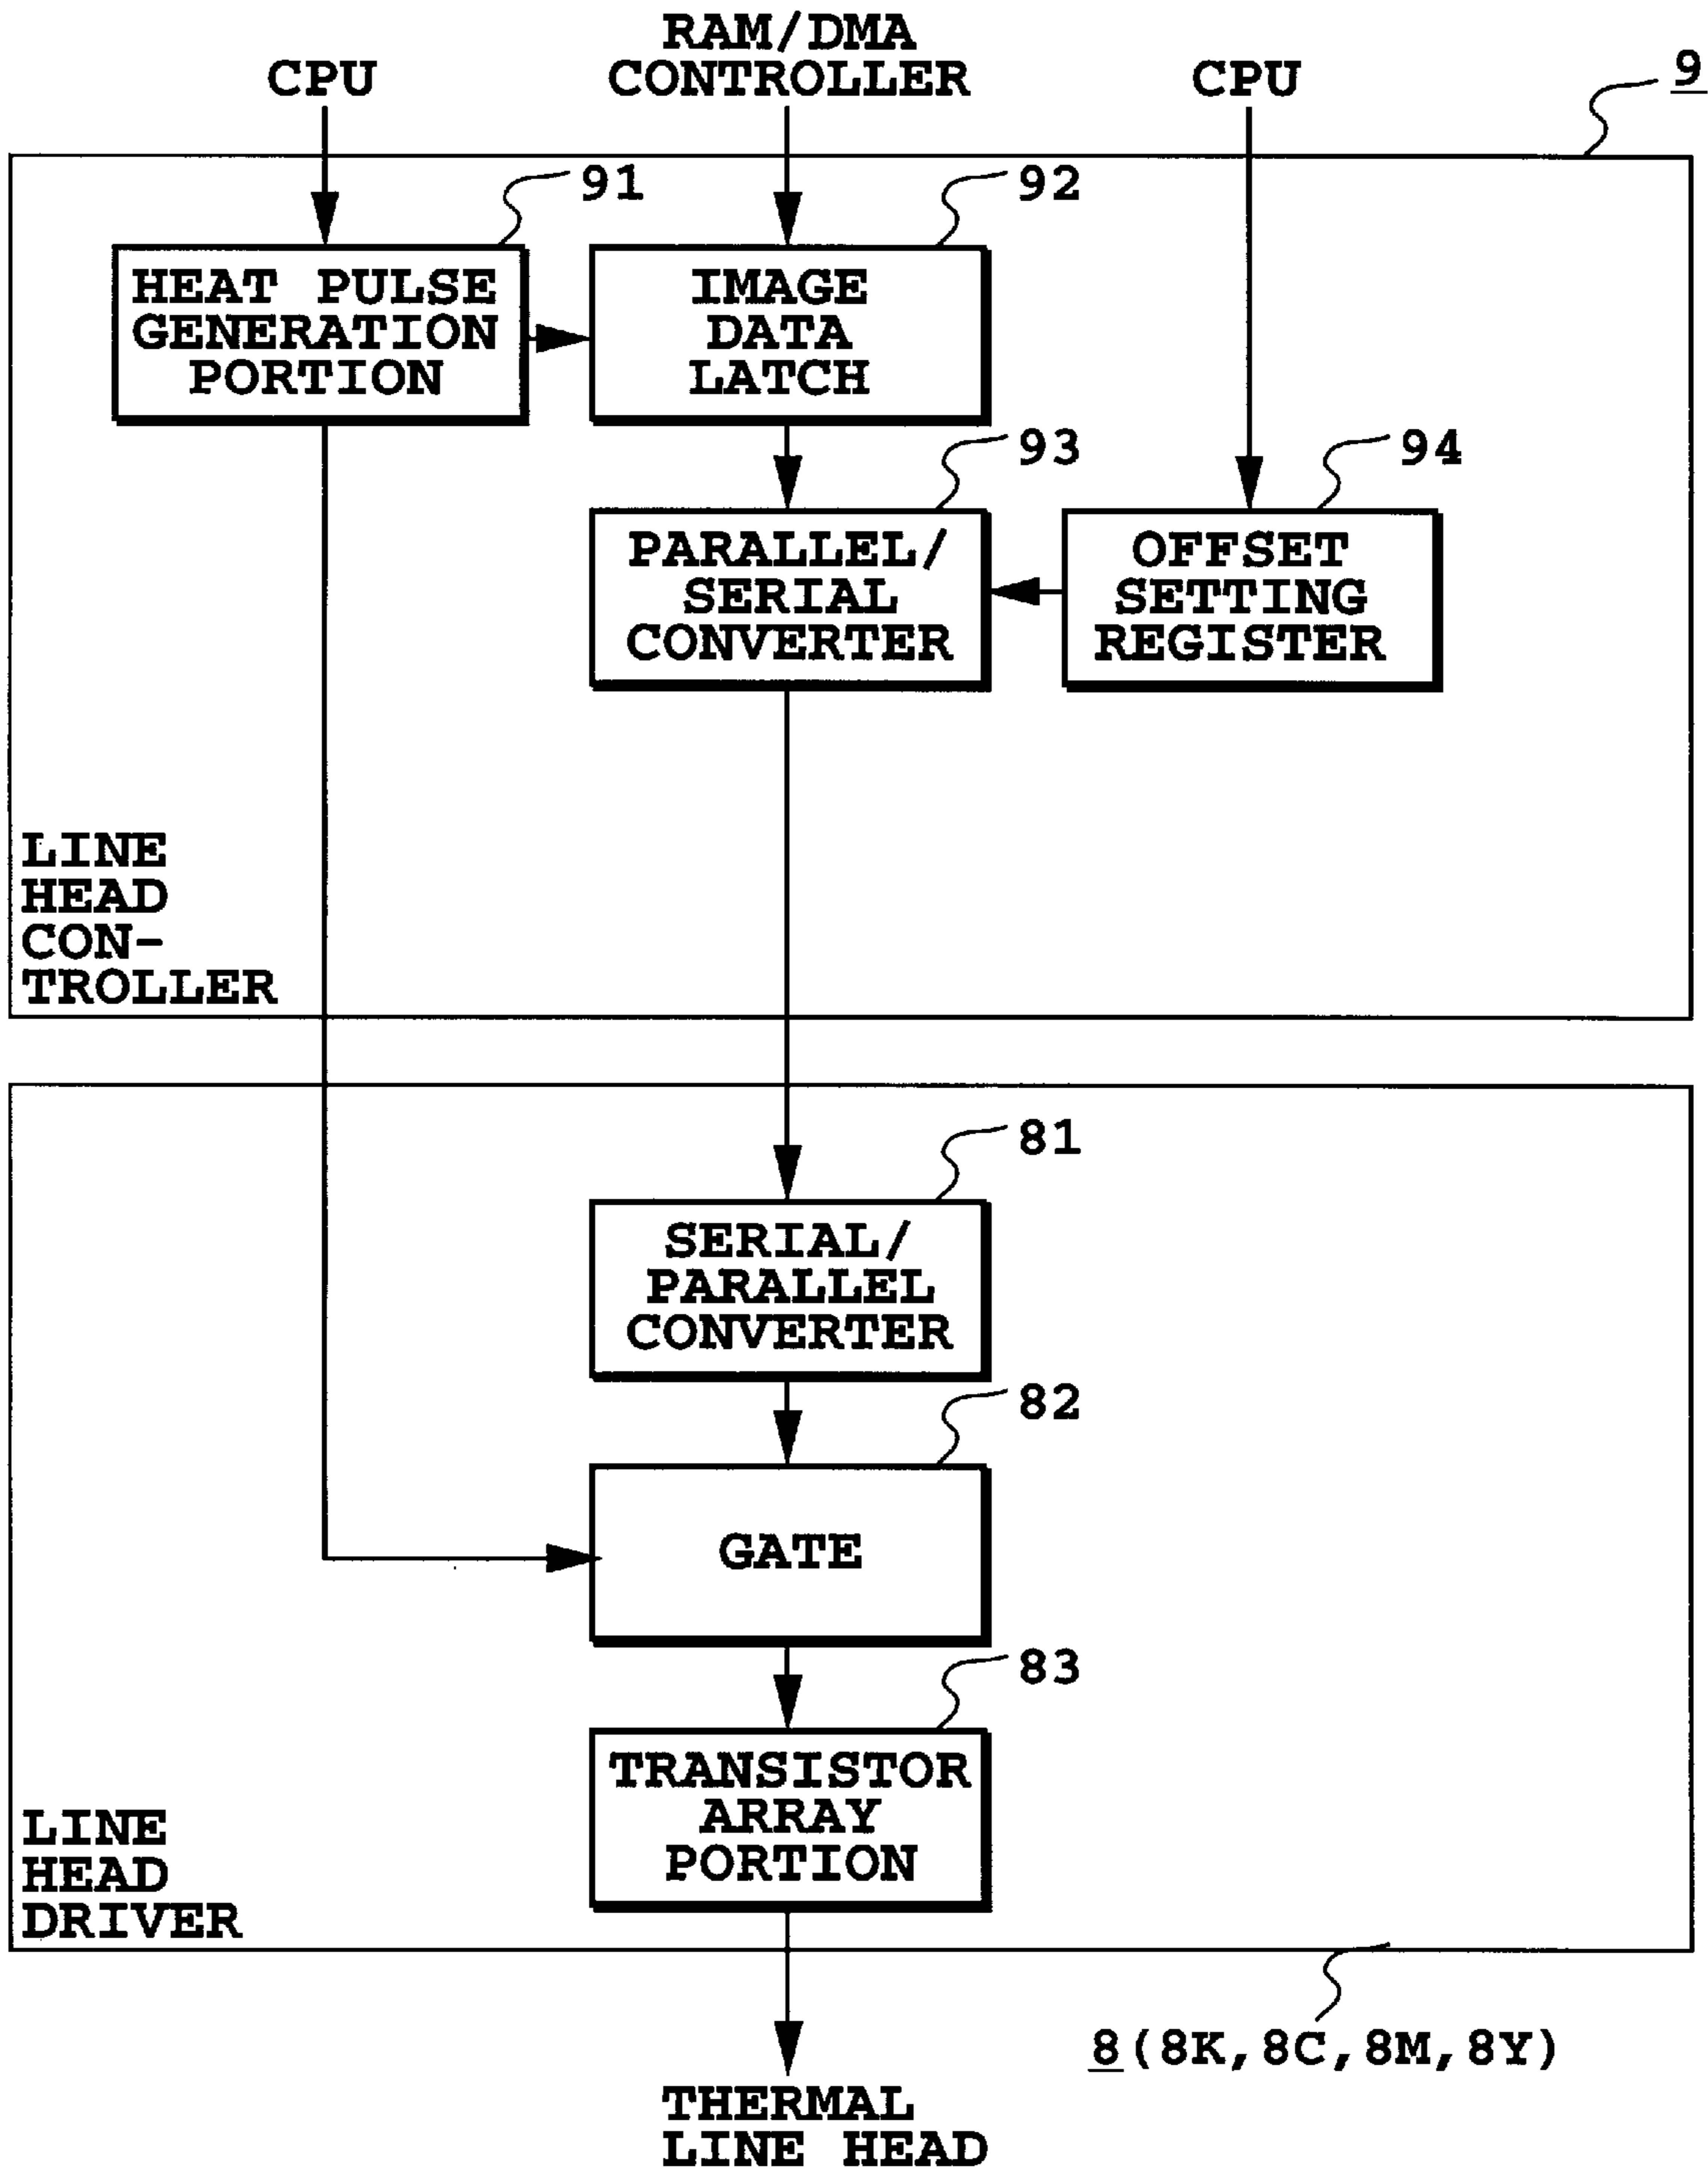 RAM/DMA
CPU
CONTROLLER
CPU
9
91
92
HEAT PULSE
GENERATION
PORTION
IMAGE
DATA
LATCH
93
94
PARALLEL/
SERIAL
CONVERTER
OFFSET
SETTING
REGISTER
LINE
HEAD
CON-
TROLLER
81
SERIAL/
PARALLEL
CONVERTER
82
GATE
83
TRANSISTOR
ARRAY
PORTION
LINE
HEAD
DRIVER
8(8K,8C,8M,8Y)
THERMAL
LINE HEAD